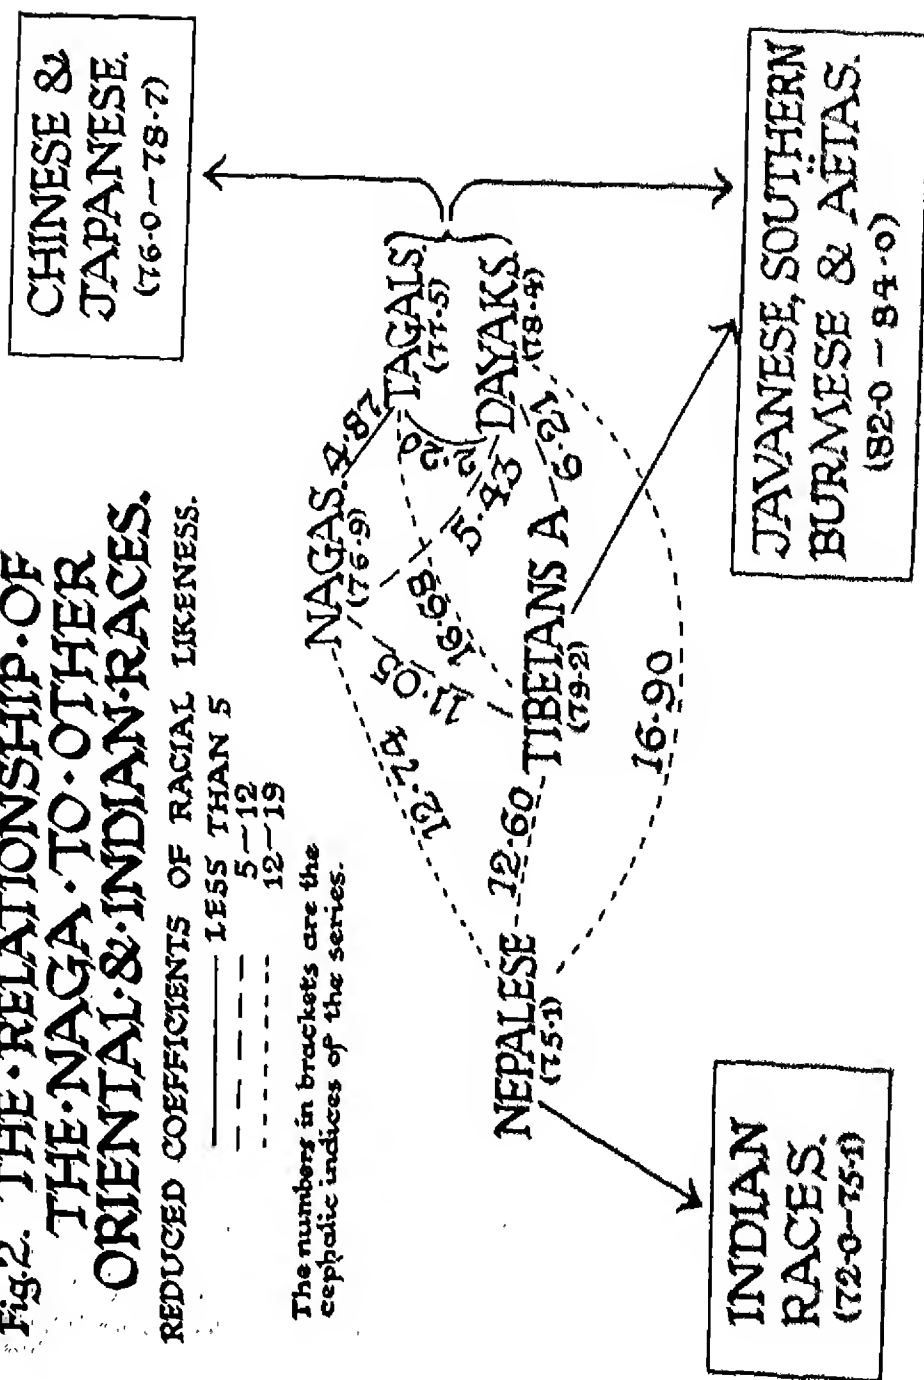 Fig.2. THE·RELATIONSHIP·OF
THE·NAGA·TO·OTHER
ORIENTAL·&·INDIAN·RACES.
REDUCED COEFFICIENTS OF RACIAL LIKENESS.
LESS THAN 5
5—12
12—19
The numbers in brackets are the
cephalic indices of the series.
CHINESE &
JAPANESE.
(76·0—78·7)
NAGAS.
(76·9)
4·87
TAGALS.
(77·5)
2·20
DAYAKS.
(78·4)
5·43
16·68
11·05
12·74
6·21
NEPALESE
(75·1)
12·60
TIBETANS A
(79·2)
16·90
INDIAN
RACES.
(72·0—75·1)
JAVANESE, SOUTHERN
BURMESE & AËTAS.
(82·0—84·0)